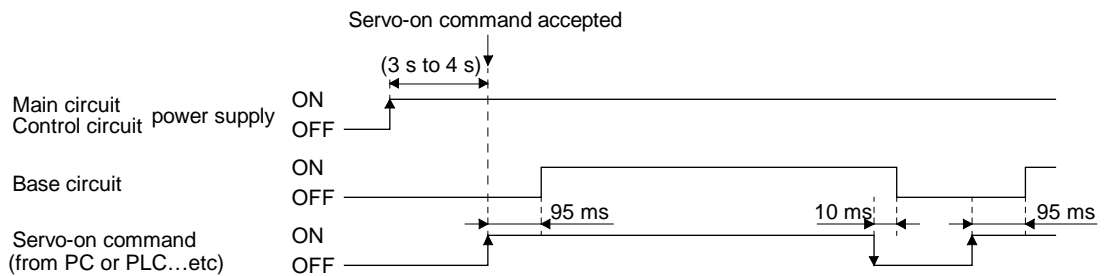 Servo-on command accepted
(3 s to 4 s)
Main circuit
Control circuit
power supply
ON
OFF
Base circuit
ON
OFF
95 ms
10 ms
95 ms
Servo-on command
(from PC or PLC…etc)
ON
OFF